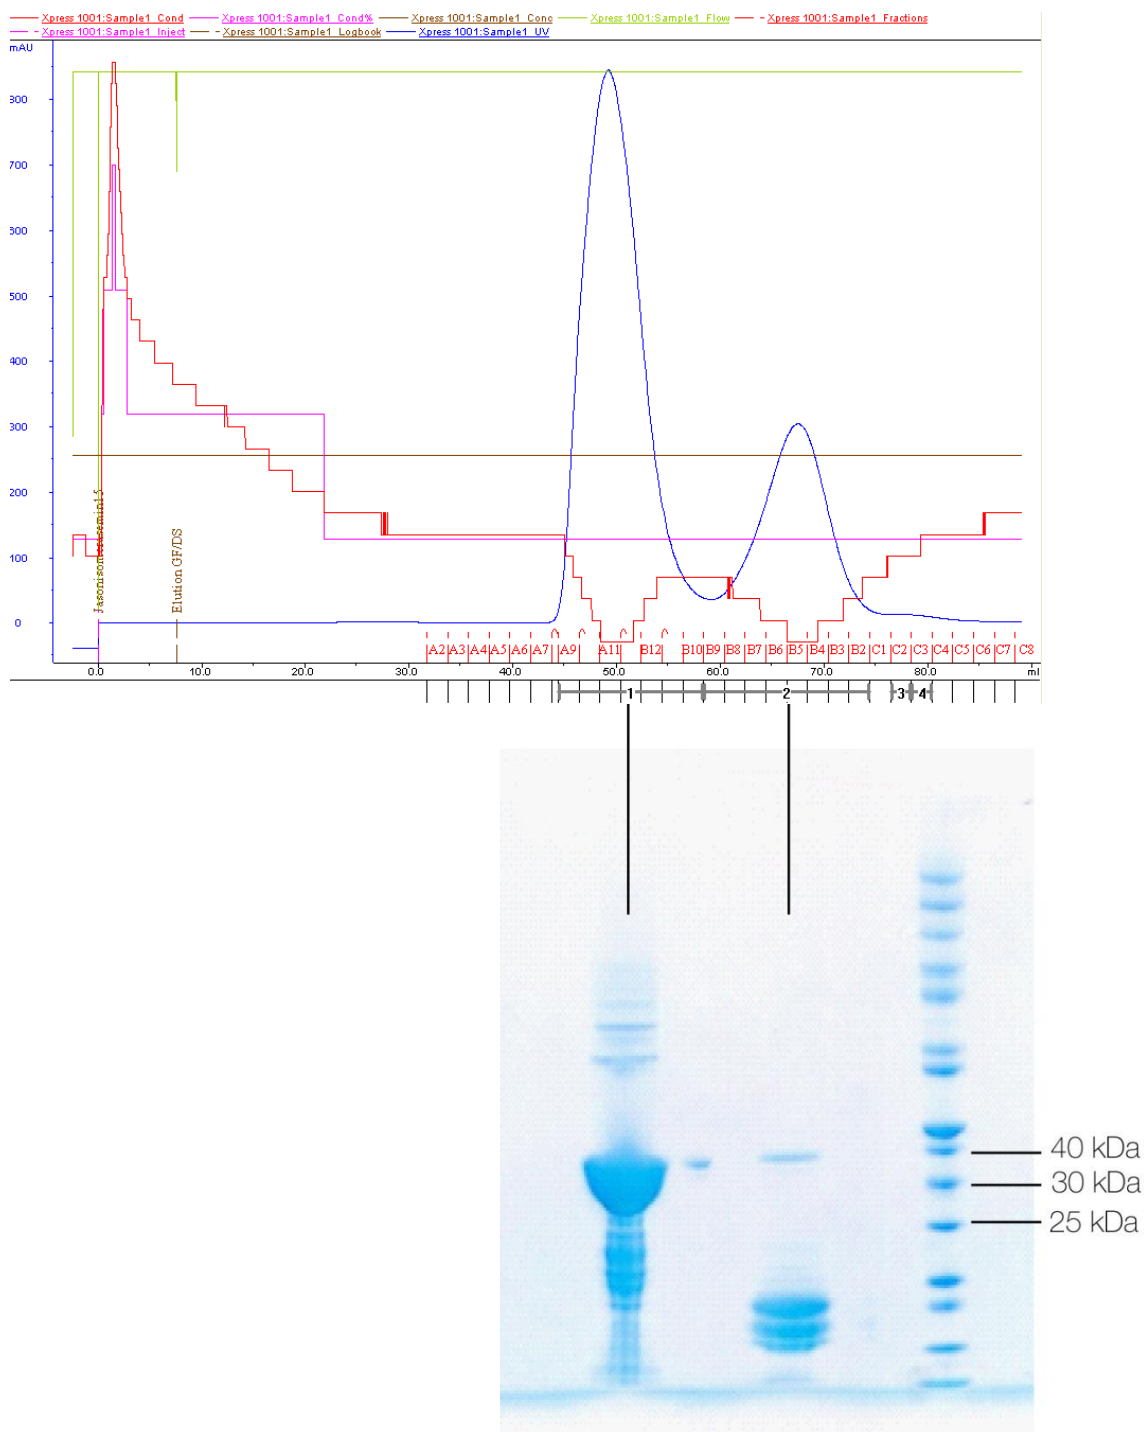 Xpress 1001:Sample1_Cond Xpress 1001:Sample1_Cond% Xpress 1001:Sample1_Conc Xpress 1001:Sample1_Flow Xpress 1001:Sample1_Fractions
Xpress 1001:Sample1_Inject Xpress 1001:Sample1_Logbook Xpress 1001:Sample1_UV
mAU
800
700
600
500
400
300
200
100
0
Elution GF/DS
A2 A3 A4 A5 A6 A7 A9 A11 B12 B10 B9 B8 B7 B6 B5 B4 B3 B2 C1 C2 C3 C4 C5 C6 C7 C8
0.0 10.0 20.0 30.0 40.0 50.0 60.0 70.0 80.0 ml
1 2 3 4
40 kDa
30 kDa
25 kDa